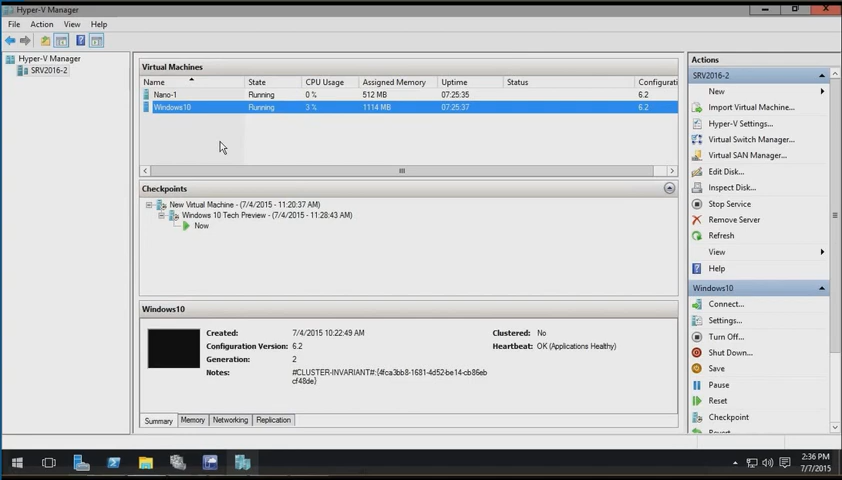 Hyper-V Manager
File Action View Help
Hyper-V Manager
SRV2016-2
Virtual Machines
Name State CPU Usage Assigned Memory Uptime Status Configurati
Nano-1 Running 0 % 512 MB 07:25:35 6.2
Windows10 Running 3 % 1114 MB 07:25:37 6.2
Checkpoints
New Virtual Machine - (7/4/2015 - 11:20:37 AM)
Windows 10 Tech Preview - (7/4/2015 - 11:28:43 AM)
Now
Windows10
Created: 7/4/2015 10:22:49 AM Clustered: No
Configuration Version: 6.2 Heartbeat: OK (Applications Healthy)
Generation: 2
Notes: #CLUSTER-INVARIANT#:{4fca3bb8-1681-4d52-be14-cb86eb
cf48de}
Summary Memory Networking Replication
Actions
SRV2016-2
New
Import Virtual Machine...
Hyper-V Settings...
Virtual Switch Manager...
Virtual SAN Manager...
Edit Disk...
Inspect Disk...
Stop Service
Remove Server
Refresh
View
Help
Windows10
Connect...
Settings...
Turn Off...
Shut Down...
Save
Pause
Reset
Checkpoint
Revert...
2:36 PM
7/7/2015